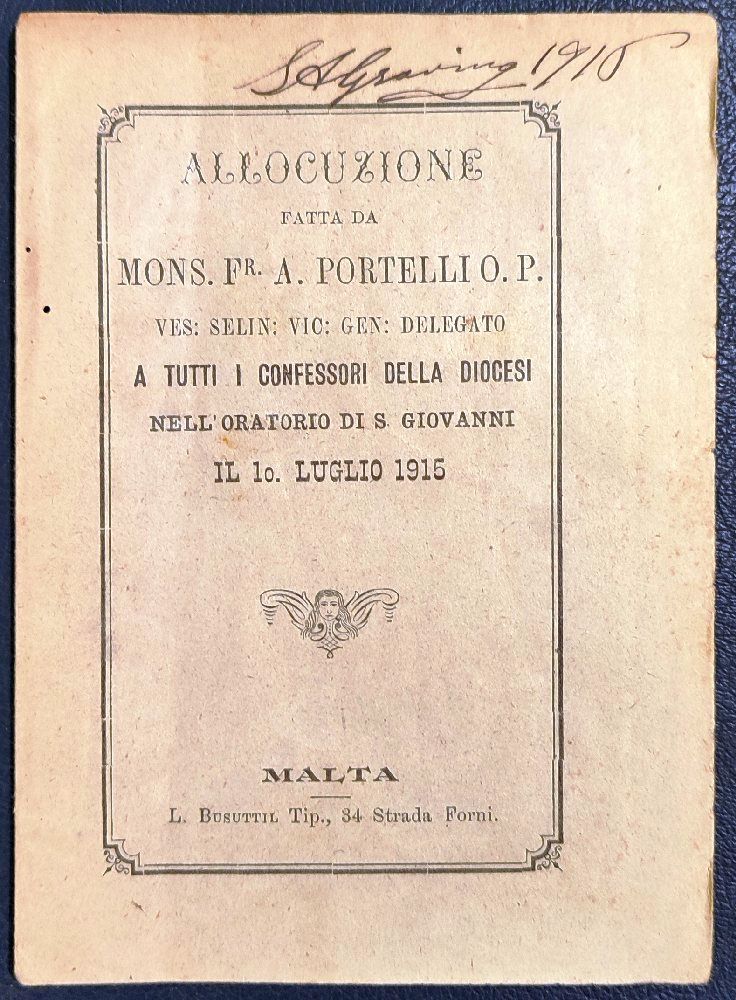 1916
ALLOCUZIONE
FATTA DA
MONS. FR. A. PORTELLI O. P.
VES: SELIN: VIC: GEN: DELEGATO
A TUTTI I CONFESSORI DELLA DIOCESI
NELL'ORATORIO DI S. GIOVANNI
IL 1o. LUGLIO 1915
MALTA
L. BUSUTTIL Tip., 34 Strada Forni.